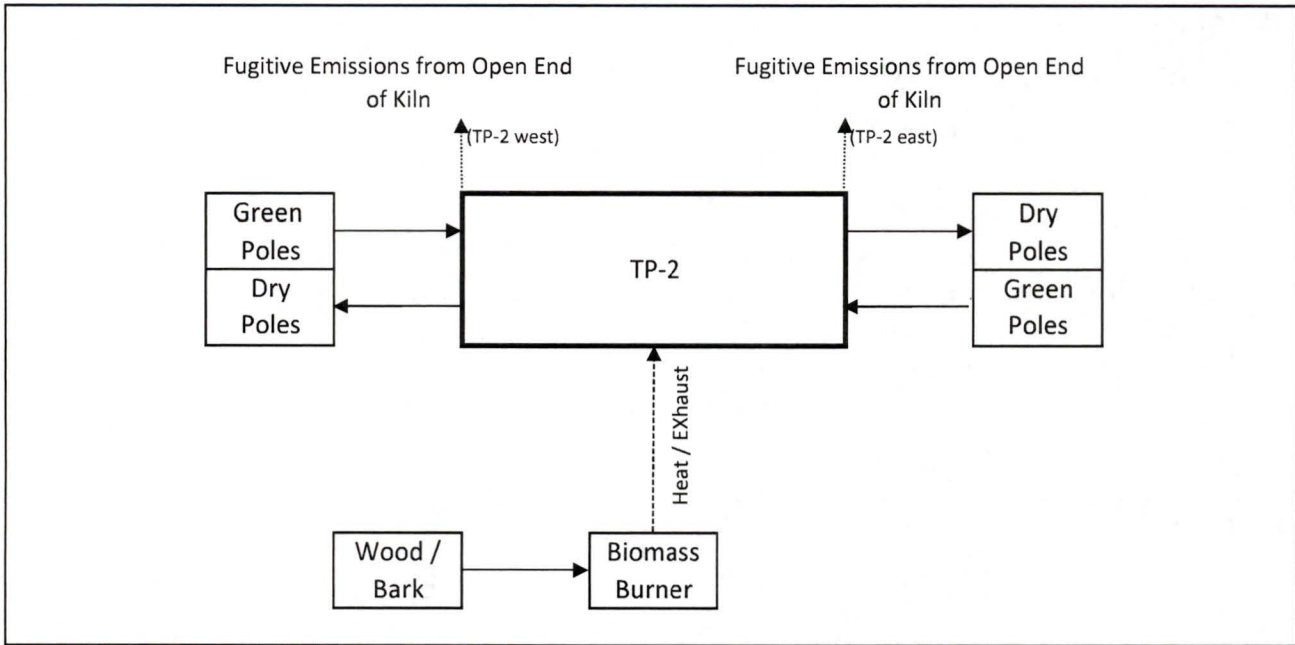 Fugitive Emissions from Open End
of Kiln
(TP-2 west)
Fugitive Emissions from Open End
of Kiln
(TP-2 east)
Green
Poles
Dry
Poles
TP-2
Dry
Poles
Green
Poles
Heat / EXhaust
Wood /
Bark
Biomass
Burner